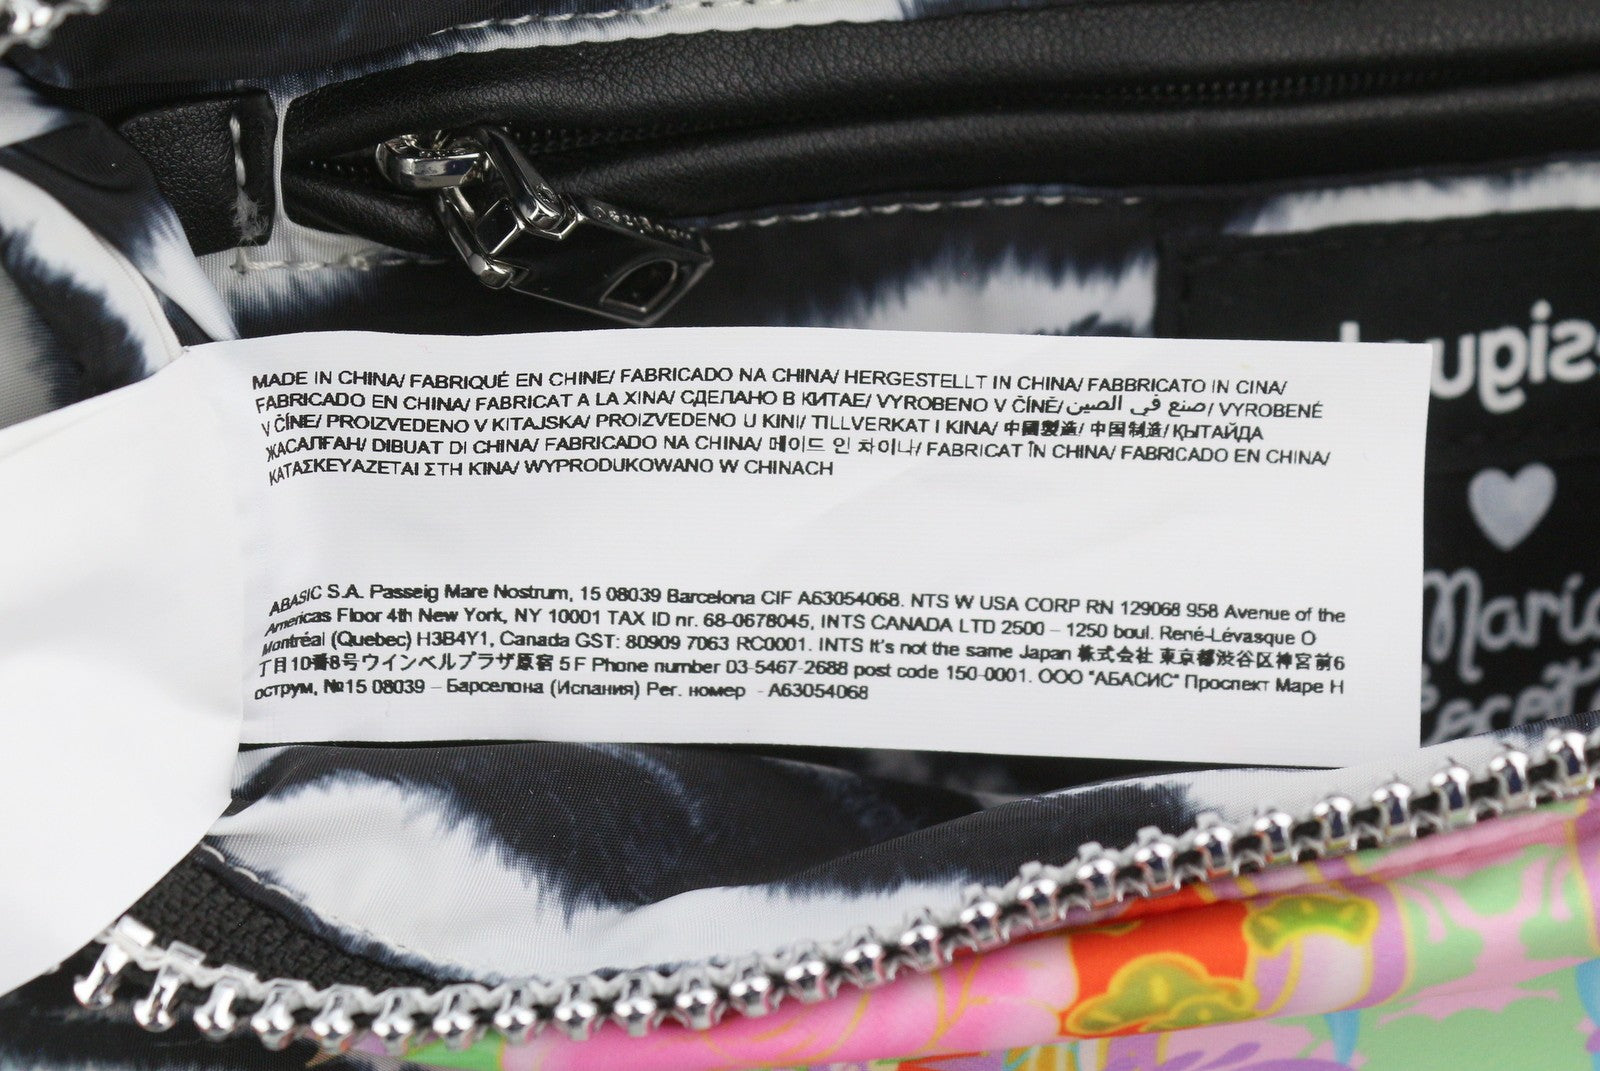 Desigual
MADE IN CHINA/ FABRIQUÉ EN CHINE/ FABRICADO NA CHINA/ HERGESTELLT IN CHINA/ FABBRICATO IN CINA/
FABRICADO EN CHINA/ FABRICAT A LA XINA/ СДЕЛАНО В КИТАЕ/ VYROBENO V ČÍNĚ/ صنع في الصين/ VYROBENÉ
V ČÍNE/ PROIZVEDENO V KITAJSKA/ PROIZVEDENO U KINI/ TILLVERKAT I KINA/ 中國製造/ 中国制造/ ҚЫТАЙДА
ЖАСАЛҒАН/ DIBUAT DI CHINA/ FABRICADO NA CHINA/ 메이드 인 차이나/ FABRICAT ÎN CHINA/ FABRICADO EN CHINA/
ΚΑΤΑΣΚΕΥΑΖΕΤΑΙ ΣΤΗ ΚΙΝΑ/ WYPRODUKOWANO W CHINACH
ABASIC S.A. Passeig Mare Nostrum, 15 08039 Barcelona CIF A63054068. NTS W USA CORP RN 129068 958 Avenue of the
Americas Floor 4th New York, NY 10001 TAX ID nr. 68-0678045, INTS CANADA LTD 2500 – 1250 boul. René-Lévasque O
Montréal (Quebec) H3B4Y1, Canada GST: 80909 7063 RC0001. INTS It's not the same Japan 株式会社 東京都渋谷区神宮前6
丁目10番8号ウインベルプラザ原宿 5 F Phone number 03-5467-2688 post code 150-0001. ООО "АБАСИС" Проспект Маре Н
острум, №15 08039 – Барселона (Испания) Рег. номер - A63054068
María